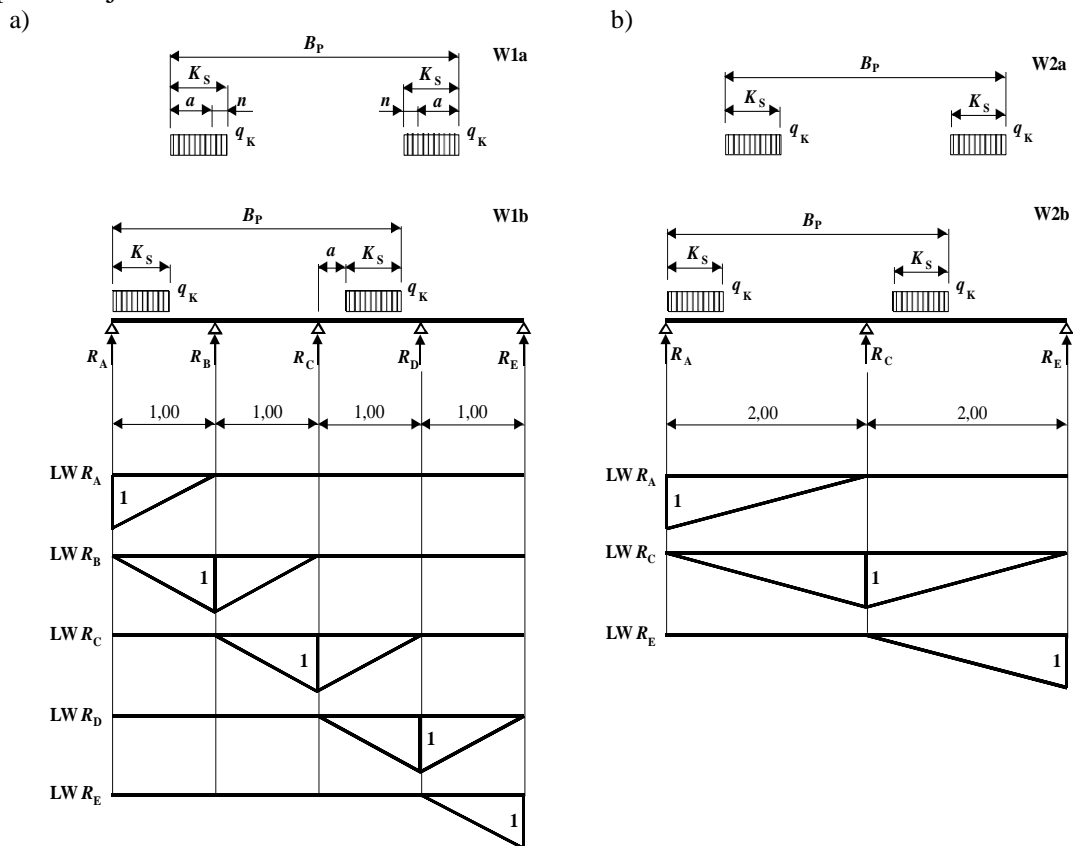 a)
b)
B_P W1a
K_S K_S
a n n a
q_K q_K
B_P W2a
K_S K_S
q_K q_K
B_P W1b
K_S a K_S
q_K q_K
B_P W2b
K_S K_S
q_K q_K
R_A R_B R_C R_D R_E
R_A R_C R_E
1,00 1,00 1,00 1,00
2,00 2,00
LW R_A 1
LW R_B 1
LW R_C 1
LW R_D 1
LW R_E 1
LW R_A 1
LW R_C 1
LW R_E 1